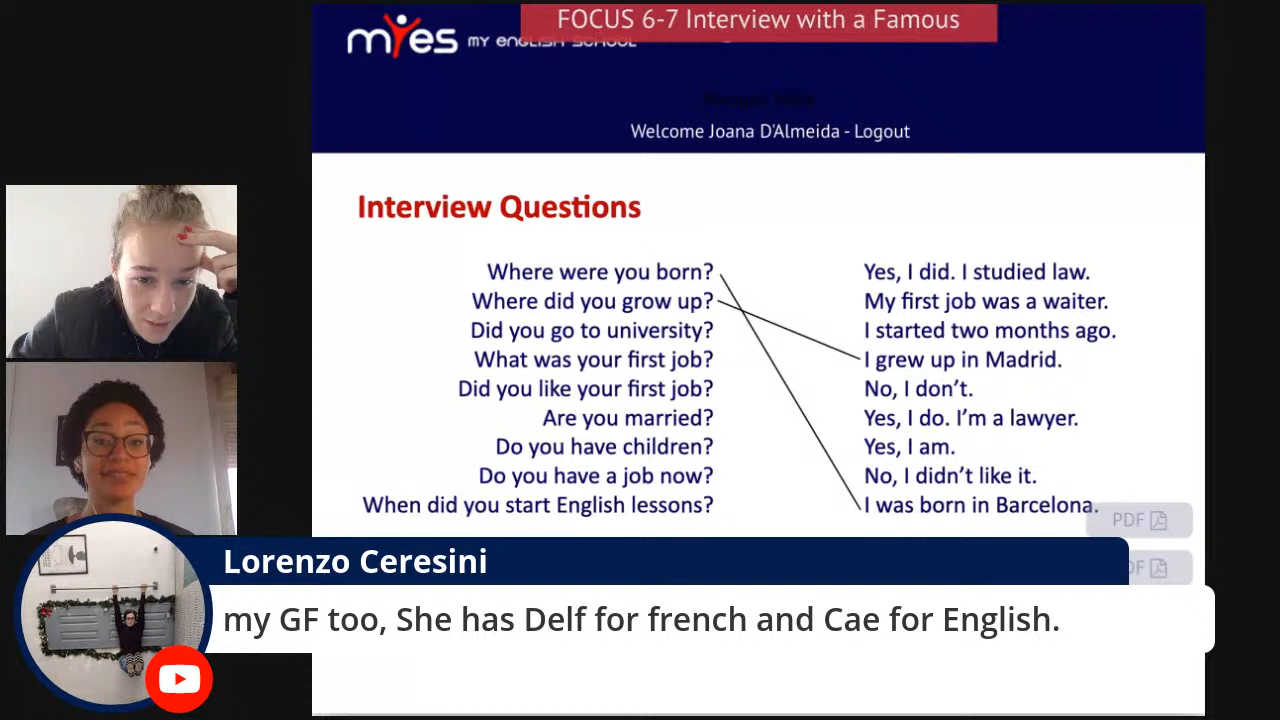 FOCUS 6-7 Interview with a Famous
myes MY ENGLISH SCHOOL
Welcome Joana D'Almeida - Logout
Interview Questions
Where were you born?
Where did you grow up?
Did you go to university?
What was your first job?
Did you like your first job?
Are you married?
Do you have children?
Do you have a job now?
When did you start English lessons?
Yes, I did. I studied law.
My first job was a waiter.
I started two months ago.
I grew up in Madrid.
No, I don't.
Yes, I do. I'm a lawyer.
Yes, I am.
No, I didn't like it.
I was born in Barcelona.
PDF
Lorenzo Ceresini
my GF too, She has Delf for french and Cae for English.